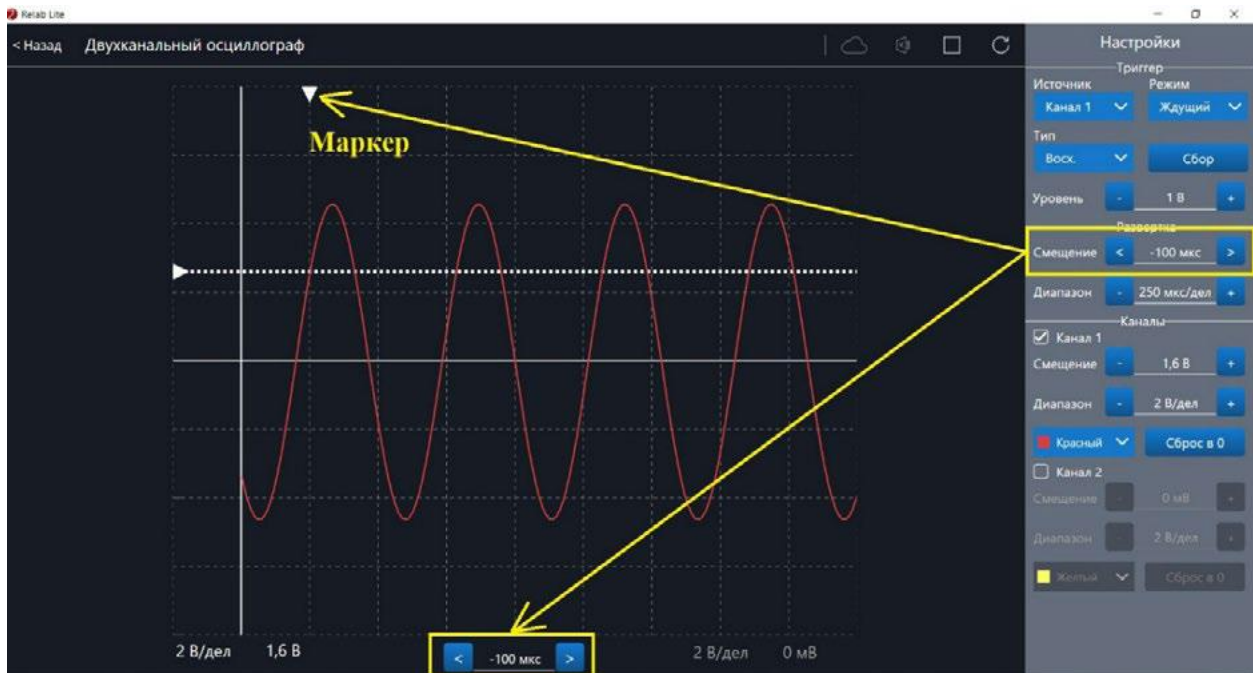 Relab Lite
< Назад Двухканальный осциллограф
Настройки
Триггер
Источник Режим
Канал 1 Ждущий
Маркер
Тип
Восх. Сбор
Уровень - 1 В +
Развертка
Смещение < -100 мкс >
Диапазон - 250 мкс/дел +
Каналы
Канал 1
Смещение - 1,6 В +
Диапазон - 2 В/дел +
Красный Сброс в 0
Канал 2
Смещение - 0 мВ +
Диапазон - 2 В/дел +
Желтый Сброс в 0
2 В/дел 1,6 В < -100 мкс > 2 В/дел 0 мВ